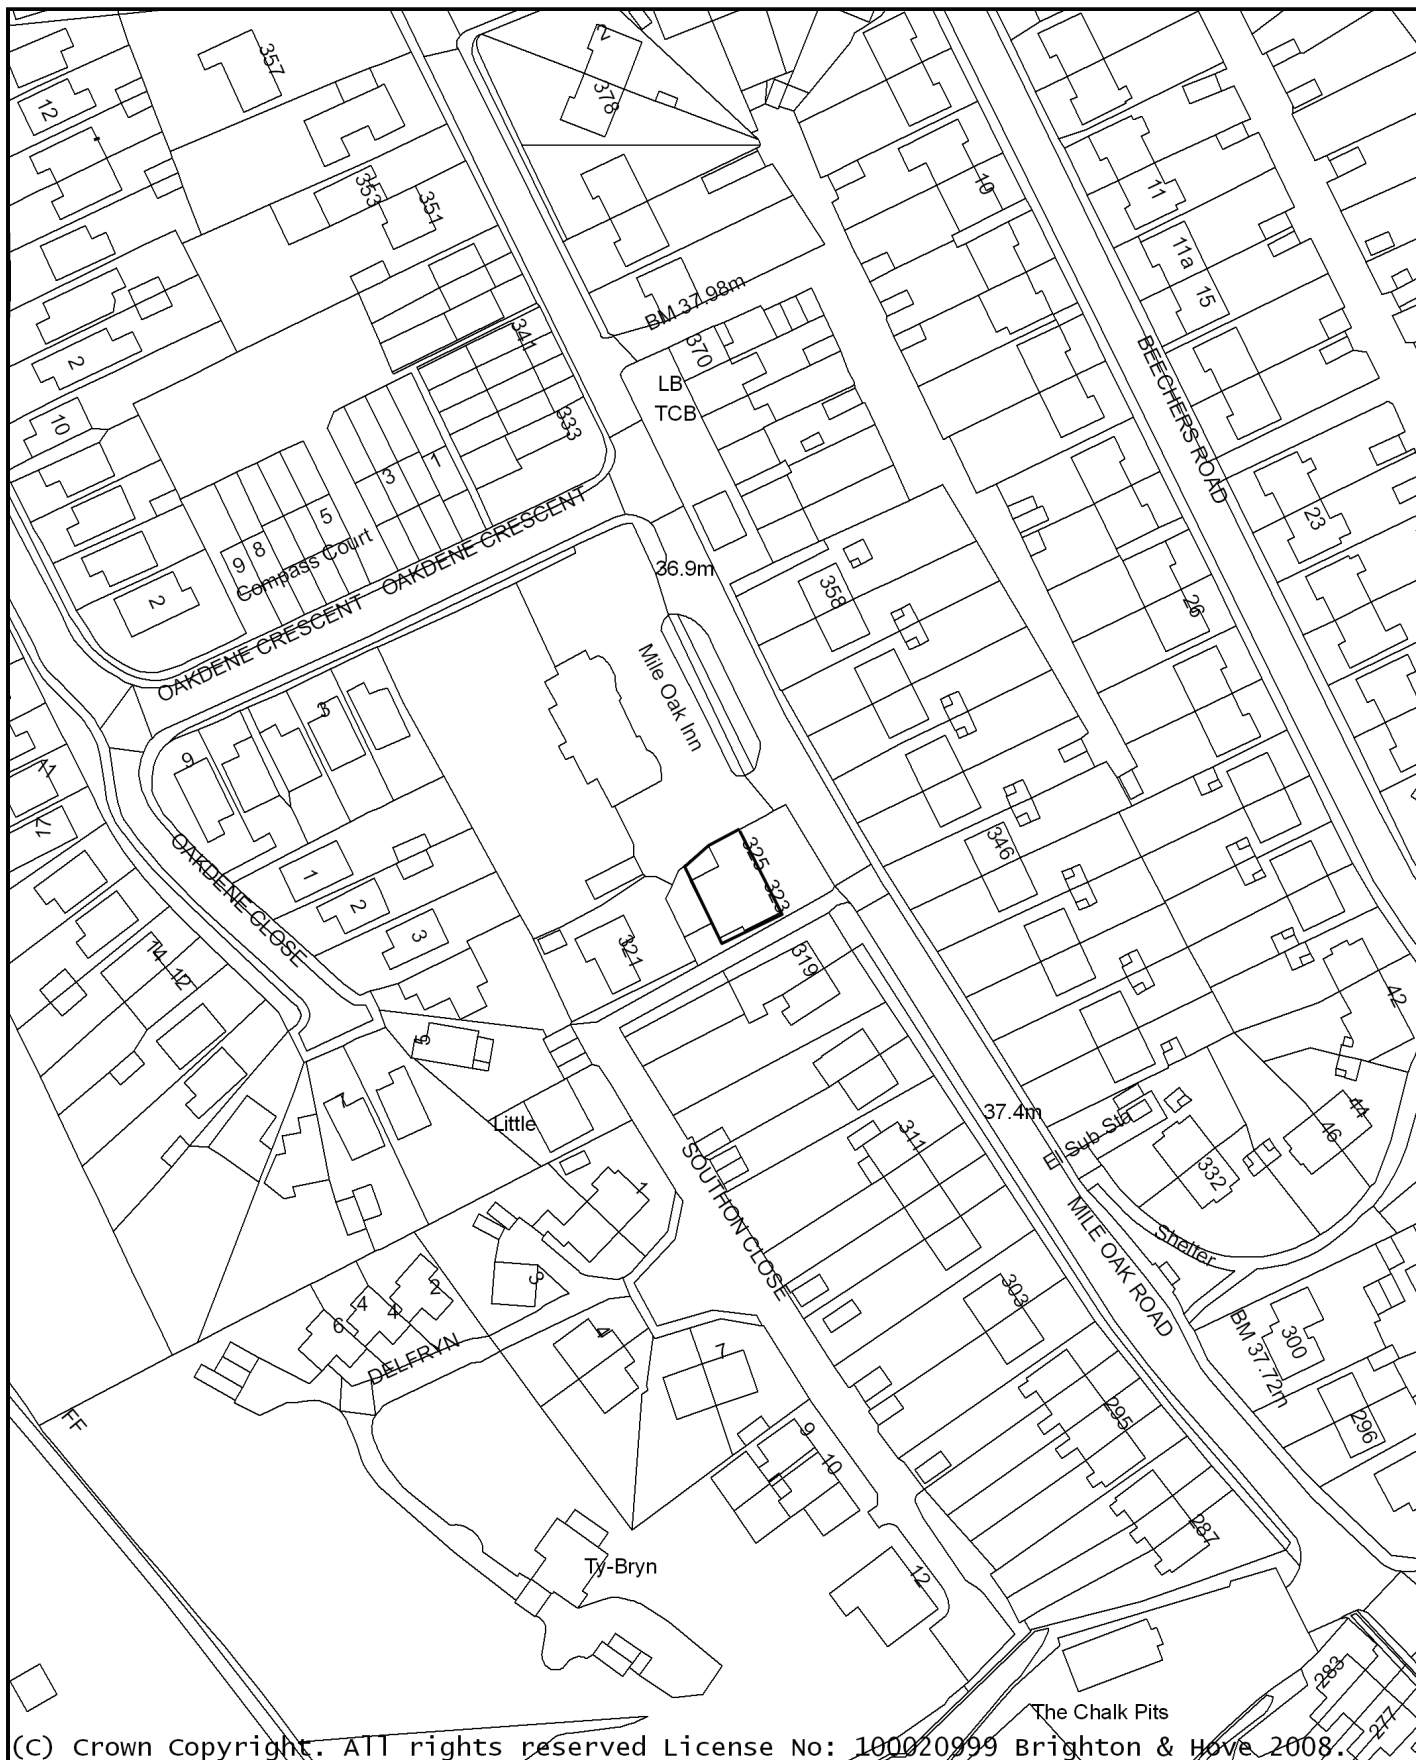 2
357
378
12
353
351
10
11
11a
15
BM 37.98m
370
341
2
LB
TCB
BEECHERS ROAD
10
333
3
1
5
23
8
9
Compass Court
OAKDENE CRESCENT
OAKDENE CRESCENT
36.9m
358
2
26
Mile Oak Inn
3
9
11
17
346
325
323
OAKDENE CLOSE
1
2
3
321
319
14
12
42
5
7
Little
37.4m
Sub Sta
44
46
311
332
1
SOUTHON CLOSE
MILE OAK ROAD
Shelter
3
2
4
4
6
303
DELFRYN
4
7
BM 37.72m
300
FF
295
296
9
10
287
Ty-Bryn
12
283
277
The Chalk Pits
(C) Crown Copyright. All rights reserved License No: 100020999 Brighton & Hove 2008.